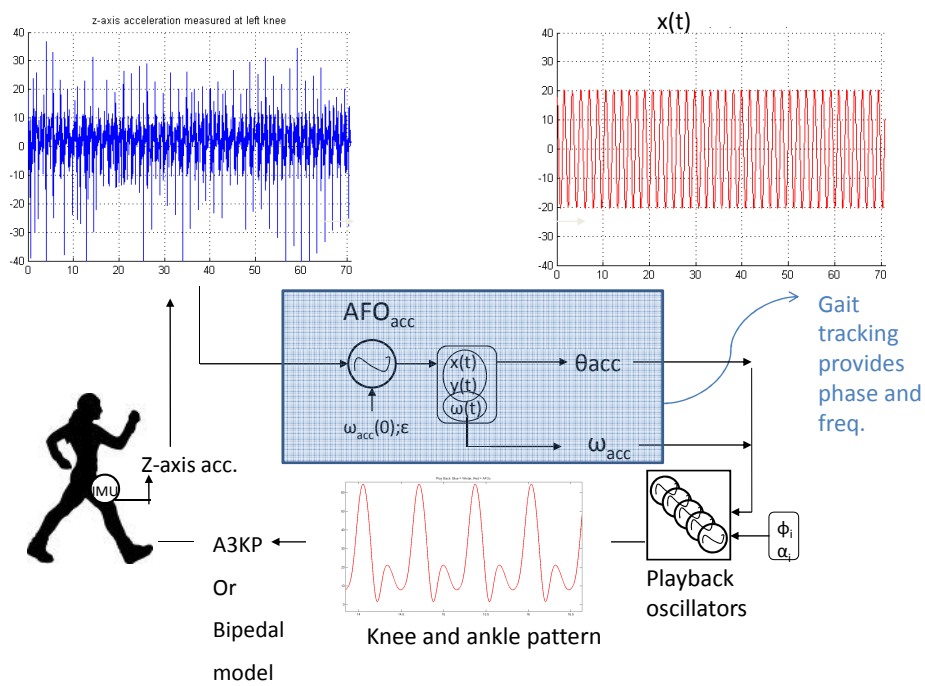 z-axis acceleration measured at left knee
x(t)
40
30
20
10
0
-10
-20
-30
-40
0 10 20 30 40 50 60 70
40
30
20
10
0
-20
30
-40
0 10 20 30 40 50 60 70
AFOacc
x(t)
y(t)
ω(t)
θacc
ωacc(0);ε
ωacc
Gait
tracking
provides
phase and
freq.
Z-axis acc.
IMU
A3KP
Or
Bipedal
model
Knee and ankle pattern
Playback
oscillators
ϕi
αi